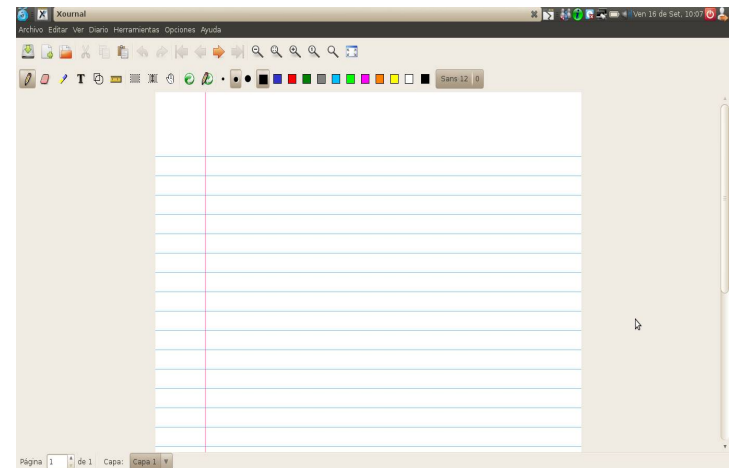 Xournal Ven 16 de Set, 10:07
Archivo Editar Ver Diario Herramientas Opciones Ayuda
T Sans 12 0
Página 1 de 1 Capa: Capa 1